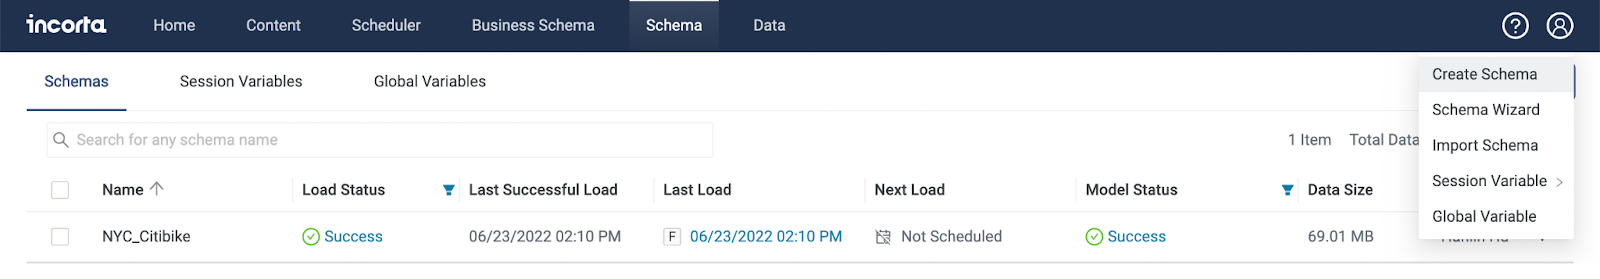 incorta Home Content Scheduler Business Schema Schema Data ?
Schemas Session Variables Global Variables
Create Schema
Schema Wizard
Import Schema
Session Variable
Global Variable
Search for any schema name
1 Item Total Data
Name Load Status Last Successful Load Last Load Next Load Model Status Data Size
NYC_Citibike Success 06/23/2022 02:10 PM F 06/23/2022 02:10 PM Not Scheduled Success 69.01 MB